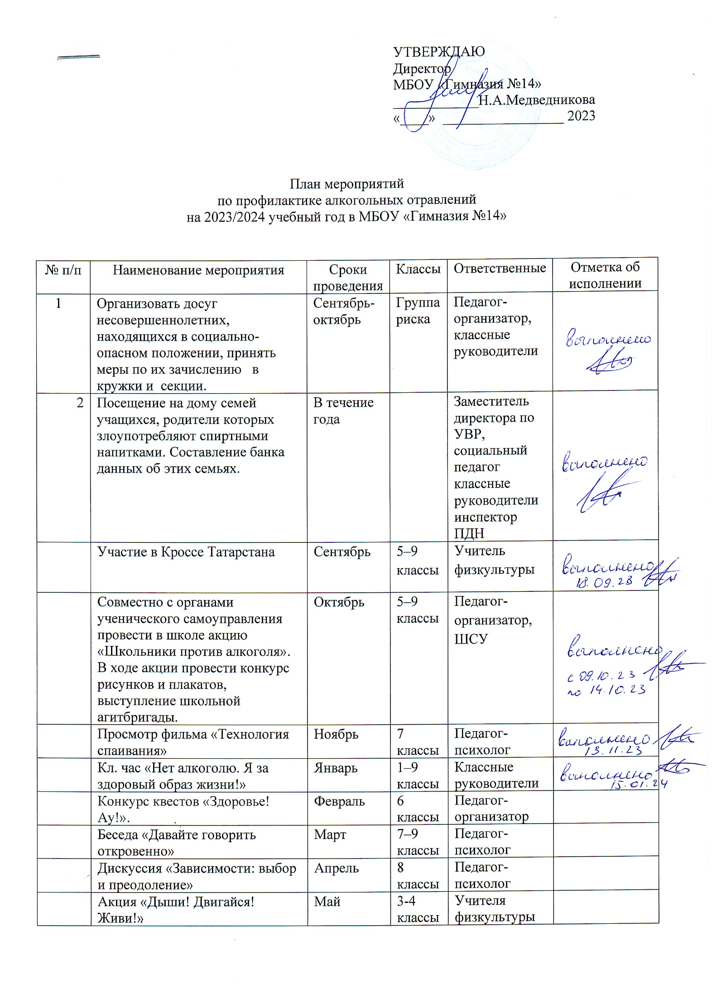 УТВЕРЖДАЮ
Директор
МБОУ «Гимназия №14»
____________Н.А.Медведникова
«____» _________________ 2023
План мероприятий
по профилактике алкогольных отравлений
на 2023/2024 учебный год в МБОУ «Гимназия №14»
№ п/п
Наименование мероприятия
Сроки
проведения
Классы
Ответственные
Отметка об
исполнении
1
Организовать досуг
несовершеннолетних,
находящихся в социально-
опасном положении, принять
меры по их зачислению в
кружки и секции.
Сентябрь-
октябрь
Группа
риска
Педагог-
организатор,
классные
руководители
выполнено
2
Посещение на дому семей
учащихся, родители которых
злоупотребляют спиртными
напитками. Составление банка
данных об этих семьях.
В течение
года
Заместитель
директора по
УВР,
социальный
педагог
классные
руководители
инспектор
ПДН
выполнено
Участие в Кроссе Татарстана
Сентябрь
5–9
классы
Учитель
физкультуры
выполнено
18.09.23
Совместно с органами
ученического самоуправления
провести в школе акцию
«Школьники против алкоголя».
В ходе акции провести конкурс
рисунков и плакатов,
выступление школьной
агитбригады.
Октябрь
5–9
классы
Педагог-
организатор,
ШСУ
выполнено
с 09.10.23
по 14.10.23
Просмотр фильма «Технология
спаивания»
Ноябрь
7
классы
Педагог-
психолог
выполнено
13.11.23
Кл. час «Нет алкоголю. Я за
здоровый образ жизни!»
Январь
1–9
классы
Классные
руководители
выполнено
15.01.24
Конкурс квестов «Здоровье!
Ау!».
Февраль
6
классы
Педагог-
организатор
Беседа «Давайте говорить
откровенно»
Март
7–9
классы
Педагог-
психолог
Дискуссия «Зависимости: выбор
и преодоление»
Апрель
8
классы
Педагог-
психолог
Акция «Дыши! Двигайся!
Живи!»
Май
3-4
классы
Учителя
физкультуры